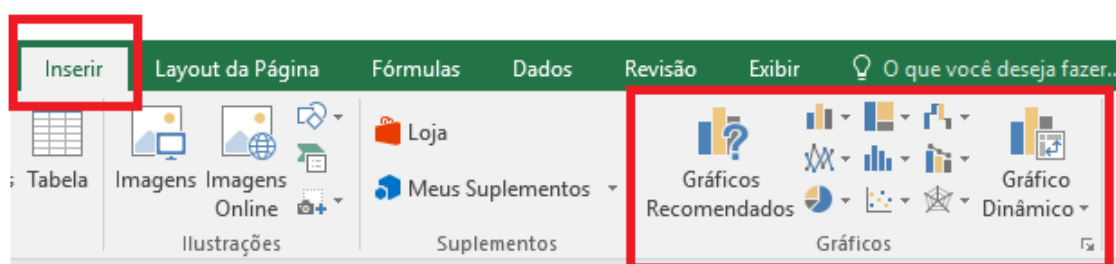 Inserir Layout da Página Fórmulas Dados Revisão Exibir O que você deseja fazer..
Tabela
Imagens Imagens
Online
Ilustrações
Loja
Meus Suplementos
Suplementos
Gráficos
Recomendados
Gráfico
Dinâmico
Gráficos